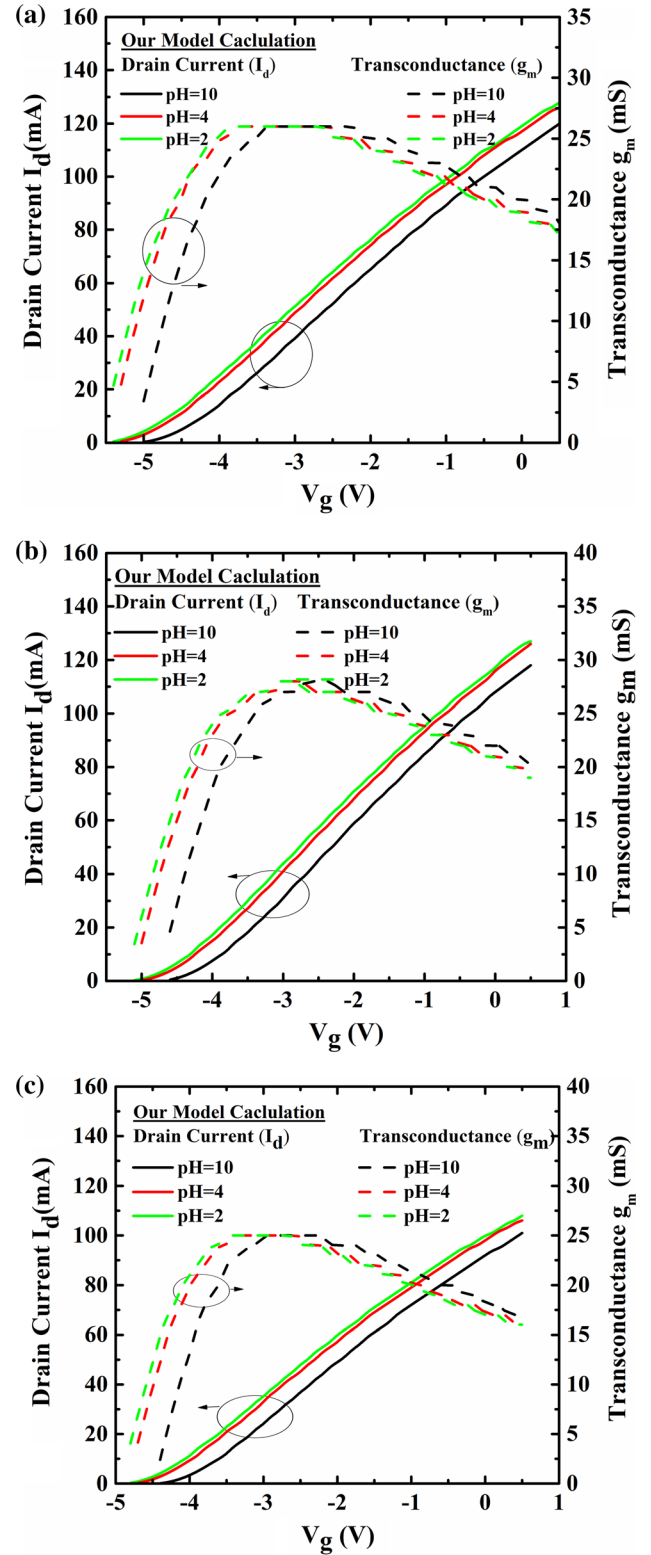 (a)
160
140
120
100
80
60
40
20
0
35
30
25
20
15
10
5
0
Our Model Caclulation
Drain Current (Id)
Transconductance (gm)
pH=10
pH=4
pH=2
pH=10
pH=4
pH=2
Drain Current Id(mA)
Transconductance gm (mS)
-5 -4 -3 -2 -1 0
Vg (V)
(b)
160
140
120
100
80
60
40
20
0
40
35
30
25
20
15
10
5
0
Our Model Caclulation
Drain Current (Id)
Transconductance (gm)
pH=10
pH=4
pH=2
pH=10
pH=4
pH=2
Drain Current Id(mA)
Transconductance gm (mS)
-5 -4 -3 -2 -1 0 1
Vg (V)
(c)
160
140
120
100
80
60
40
20
0
40
35
30
25
20
15
10
5
0
Our Model Caclulation
Drain Current (Id)
Transconductance (gm)
pH=10
pH=4
pH=2
pH=10
pH=4
pH=2
Drain Current Id(mA)
Transconductance gm (mS)
-5 -4 -3 -2 -1 0 1
Vg (V)